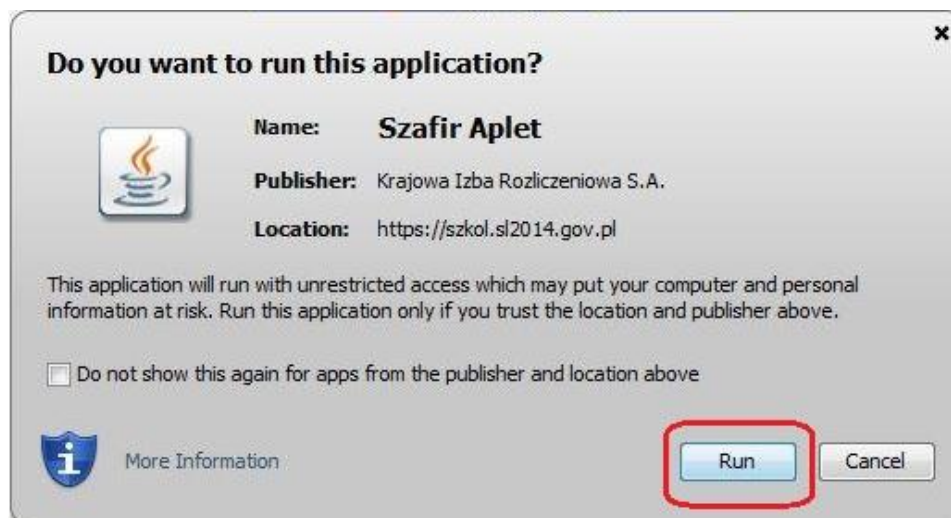 Do you want to run this application?
Name: Szafir Aplet
Publisher: Krajowa Izba Rozliczeniowa S.A.
Location: https://szkol.sl2014.gov.pl
This application will run with unrestricted access which may put your computer and personal
information at risk. Run this application only if you trust the location and publisher above.
Do not show this again for apps from the publisher and location above
More Information
Run
Cancel